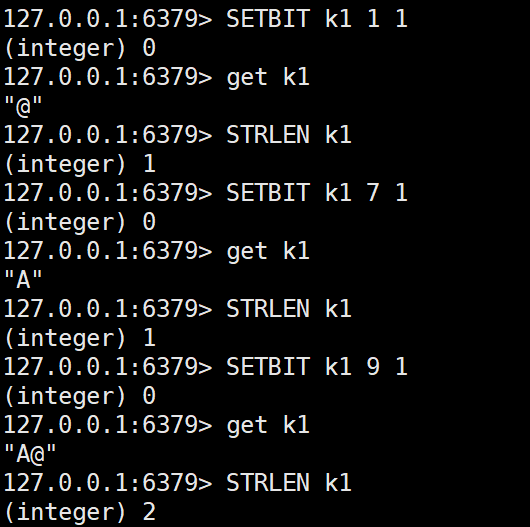 127.0.0.1:6379> SETBIT k1 1 1
(integer) 0
127.0.0.1:6379> get k1
"@"
127.0.0.1:6379> STRLEN k1
(integer) 1
127.0.0.1:6379> SETBIT k1 7 1
(integer) 0
127.0.0.1:6379> get k1
"A"
127.0.0.1:6379> STRLEN k1
(integer) 1
127.0.0.1:6379> SETBIT k1 9 1
(integer) 0
127.0.0.1:6379> get k1
"A@"
127.0.0.1:6379> STRLEN k1
(integer) 2